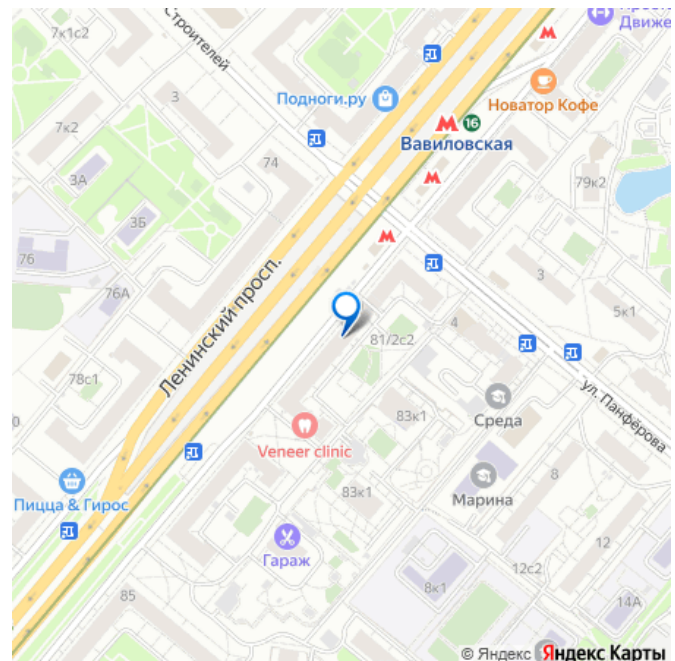 7к1с2
Строителей
Движе
3
Подноги.ру
Новатор Кофе
7к2
16
Вавиловская
74
3А
79к2
3Б
76
Ленинский просп.
3
76А
5к1
4
81/2с2
78с1
ул. Панфёрова
83к1
Среда
Veneer clinic
8
Пицца & Гирос
83к1
Марина
12
Гараж
12с2
8к1
85
14А
© Яндекс Яндекс Карты